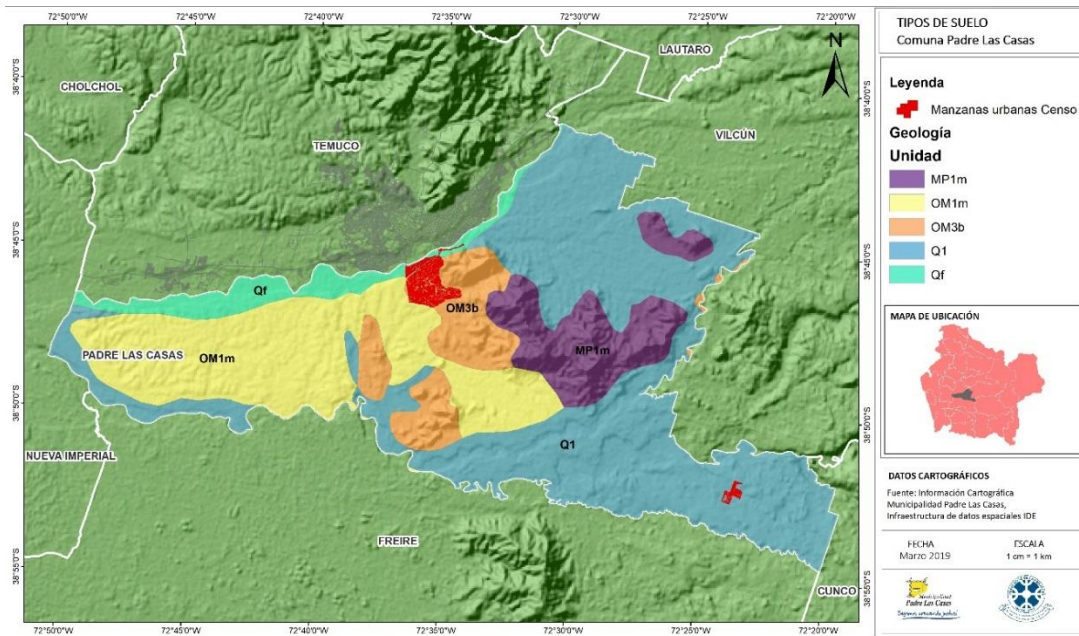 72°50'0"O
72°45'0"O
72°40'0"O
72°35'0"O
72°30'0"O
72°25'0"O
72°20'0"O
38°40'0"S
38°45'0"S
38°50'0"S
38°55'0"S
38°40'0"S
38°45'0"S
38°50'0"S
38°55'0"S
LAUTARO
N
CHOLCHOL
TEMUCO
VILCÚN
Qf
OM3b
PADRE LAS CASAS
OM1m
MP1m
Q1
NUEVA IMPERIAL
FREIRE
CUNCO
72°50'0"O
72°45'0"O
72°40'0"O
72°35'0"O
72°30'0"O
72°25'0"O
72°20'0"O
TIPOS DE SUELO
Comuna Padre Las Casas
Leyenda
Manzanas urbanas Censo
Geología
Unidad
MP1m
OM1m
OM3b
Q1
Qf
MAPA DE UBICACIÓN
DATOS CARTOGRÁFICOS
Fuente: Información Cartográfica
Municipalidad Padre Las Casas,
Infraestructura de datos espaciales IDE
FECHA
Marzo 2019
ESCALA
1 cm = 1 km
Municipalidad
Padre Las Casas